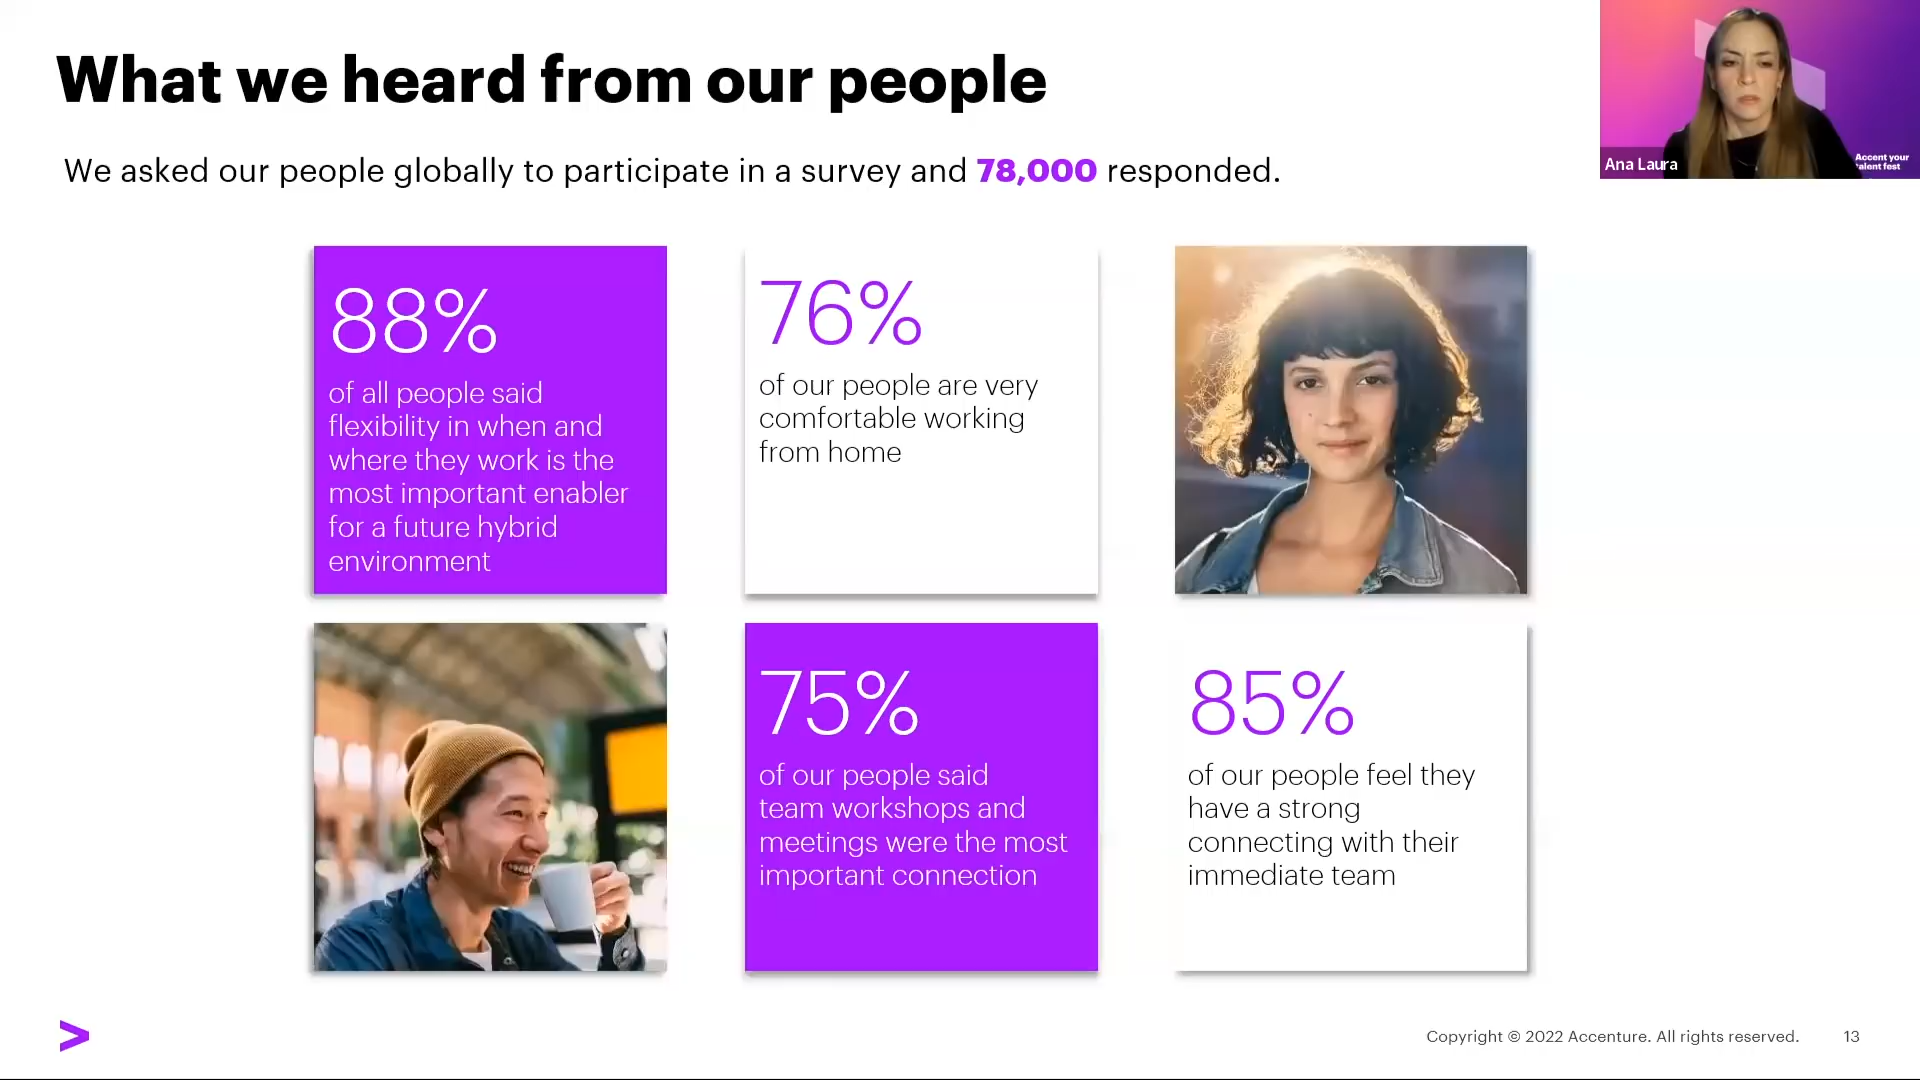 What we heard from our people
We asked our people globally to participate in a survey and 78,000 responded.
Ana Laura
Accent your
talent fest
88%
of all people said
flexibility in when and
where they work is the
most important enabler
for a future hybrid
environment
76%
of our people are very
comfortable working
from home
75%
of our people said
team workshops and
meetings were the most
important connection
85%
of our people feel they
have a strong
connecting with their
immediate team
>
Copyright © 2022 Accenture. All rights reserved.
13